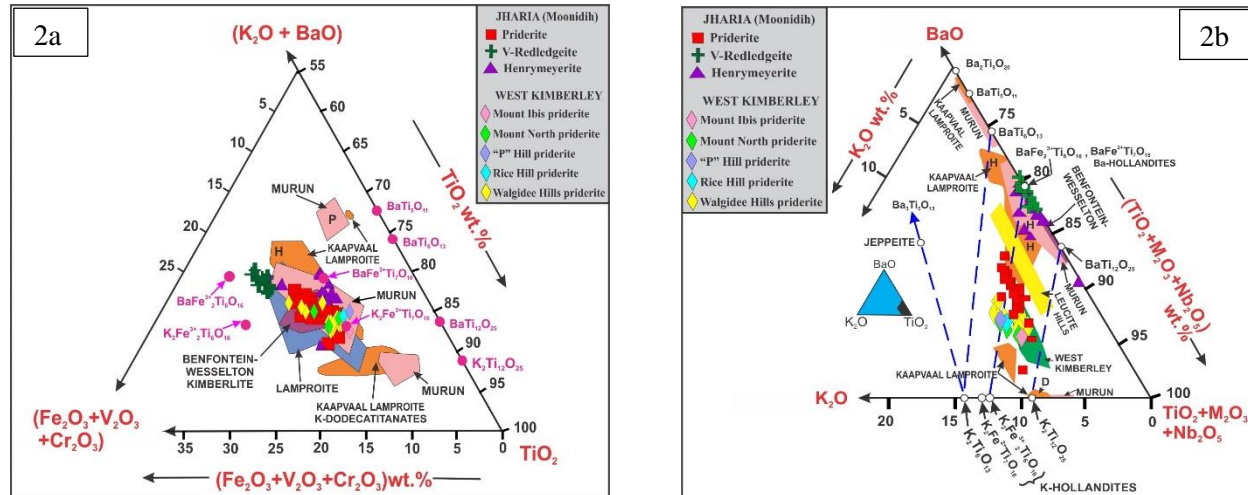 2a
(K₂O + BaO)
JHARIA (Moonidih)
Priderite
V-Redledgeite
Henrymeyerite
WEST KIMBERLEY
Mount Ibis priderite
Mount North priderite
"P" Hill priderite
Rice Hill priderite
Walgidee Hills priderite
55
60
70
75
80
85
90
95
100
5
10
15
20
25
TiO₂ wt. %
MURUN
P
H
KAAPVAAL
LAMPROITE
BaTi₅O₁₁
BaTi₆O₁₃
BaFe³⁺Ti₇O₁₆
MURUN
K₂Fe³⁺Ti₇O₁₆
BaTi₁₂O₂₅
K₂Ti₁₂O₂₅
BaFe³⁺₂Ti₆O₁₆
K₂Fe³⁺₂Ti₆O₁₆
BENFONTEIN-
WESSELTON
KIMBERLITE
LAMPROITE
MURUN
KAAPVAAL LAMPROITE
K-DODECATITANATES
(Fe₂O₃+V₂O₃
+Cr₂O₃)
35 30 25 20 15 10 5 0
TiO₂
(Fe₂O₃+V₂O₃+Cr₂O₃)wt.%
2b
BaO
JHARIA (Moonidih)
Priderite
V-Redledgeite
Henrymeyerite
WEST KIMBERLEY
Mount Ibis priderite
Mount North priderite
"P" Hill priderite
Rice Hill priderite
Walgidee Hills priderite
K₂O wt. %
5
10
BaTi₅O₁₁
MURUN
KAAPVAAL
LAMPROITE
75
BaTi₆O₁₃
BaFe₂³⁺Ti₆O₁₆ , BaFe²⁺Ti₇O₁₆
Ba-HOLLANDITES
80
H
KAAPVAAL
LAMPROITE
BENFONTEIN-
WESSELTON
85
H
H
BaTi₁₂O₂₅
90
95
100
(TiO₂+M₂O₃+Nb₂O₅)
wt. %
JEPPEITE
BaO
K₂O
TiO₂
MURUN
LEUCITE
HILLS
WEST
KIMBERLEY
KAAPVAAL LAMPROITE
D
MURUN
K₂O
20 15 10 5 0
TiO₂+M₂O₃
+Nb₂O₅
K₂Ti₆O₁₃
K₂Ti₁₂O₂₅
K-HOLLANDITES